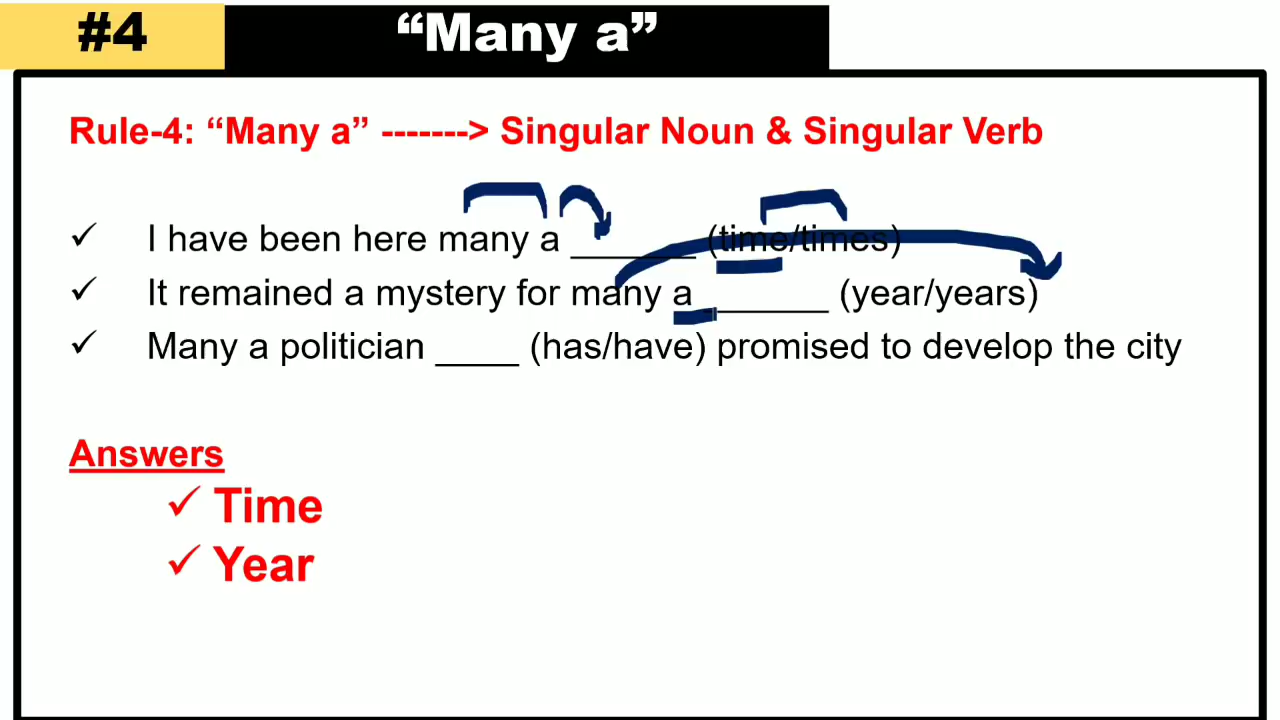 #4
“Many a”
Rule-4: “Many a” -------> Singular Noun & Singular Verb
✓ I have been here many a ______ (time/times)
✓ It remained a mystery for many a ______ (year/years)
✓ Many a politician ____ (has/have) promised to develop the city
Answers
✓ Time
✓ Year